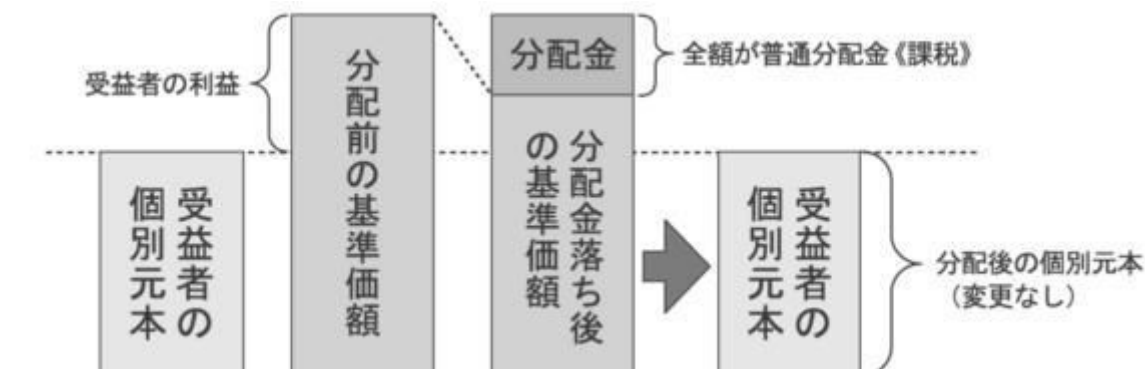 受益者の利益
受益者の
個別元本
分配前の基準価額
分配金
全額が普通分配金《課税》
分配金落ち後
の基準価額
受益者の
個別元本
分配後の個別元本
（変更なし）